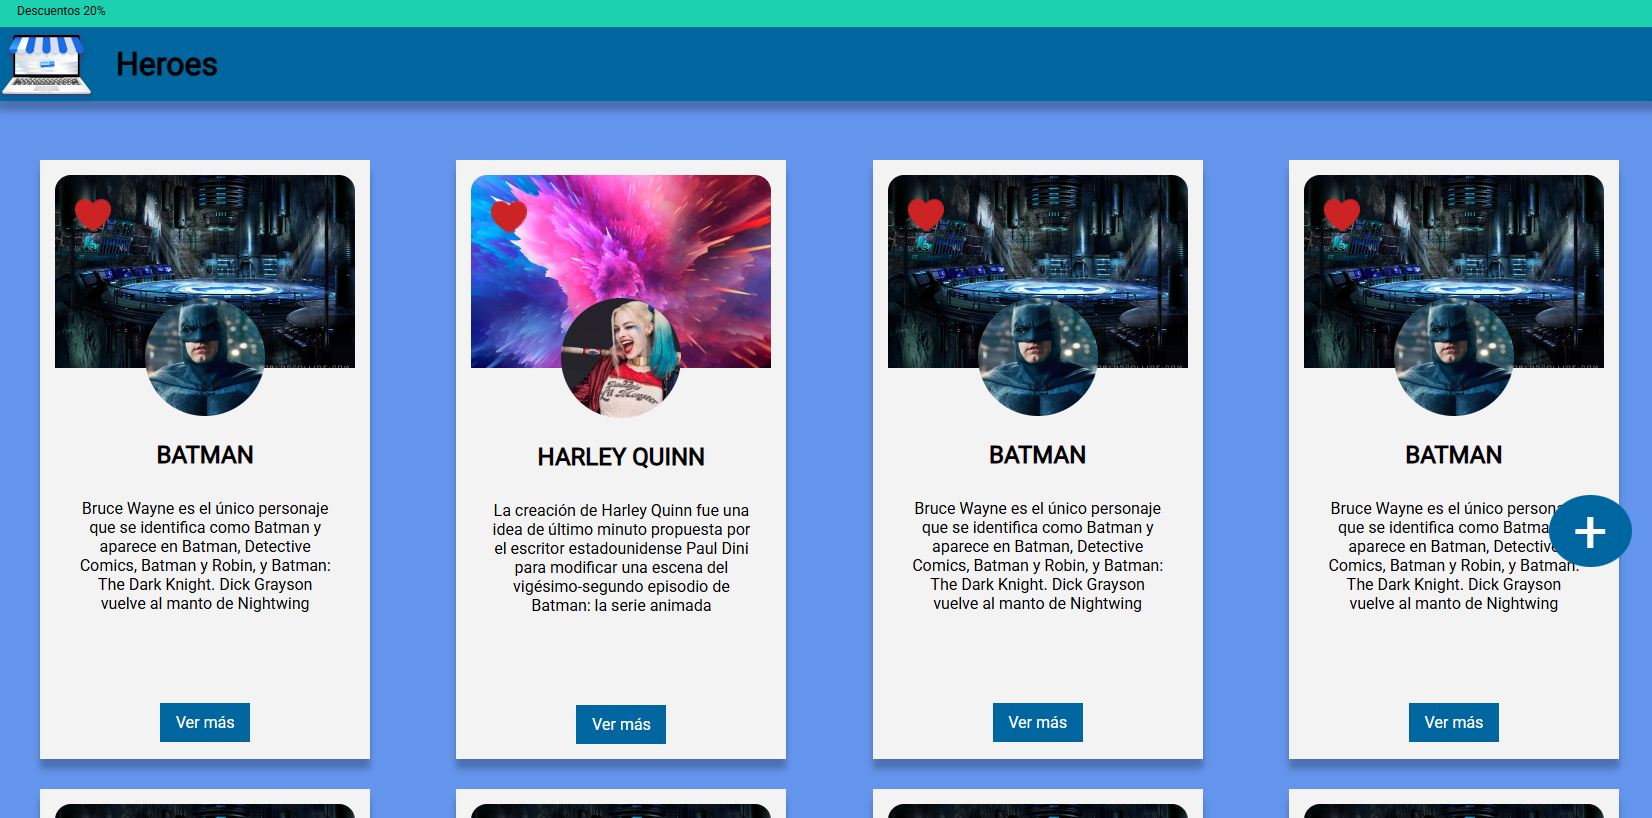 Descuentos 20%
Heroes
BATMAN
Bruce Wayne es el único personaje
que se identifica como Batman y
aparece en Batman, Detective
Comics, Batman y Robin, y Batman:
The Dark Knight. Dick Grayson
vuelve al manto de Nightwing
Ver más
Daddy's
Lil Monster
HARLEY QUINN
La creación de Harley Quinn fue una
idea de último minuto propuesta por
el escritor estadounidense Paul Dini
para modificar una escena del
vigésimo-segundo episodio de
Batman: la serie animada
Ver más
BATMAN
Bruce Wayne es el único personaje
que se identifica como Batman y
aparece en Batman, Detective
Comics, Batman y Robin, y Batman:
The Dark Knight. Dick Grayson
vuelve al manto de Nightwing
Ver más
BATMAN
Bruce Wayne es el único
que se identifica como
aparece en Batman,
Comics, Batman y Robin, y Batman:
The Dark Knight. Dick Grayson
vuelve al manto de Nightwing
Ver más
+